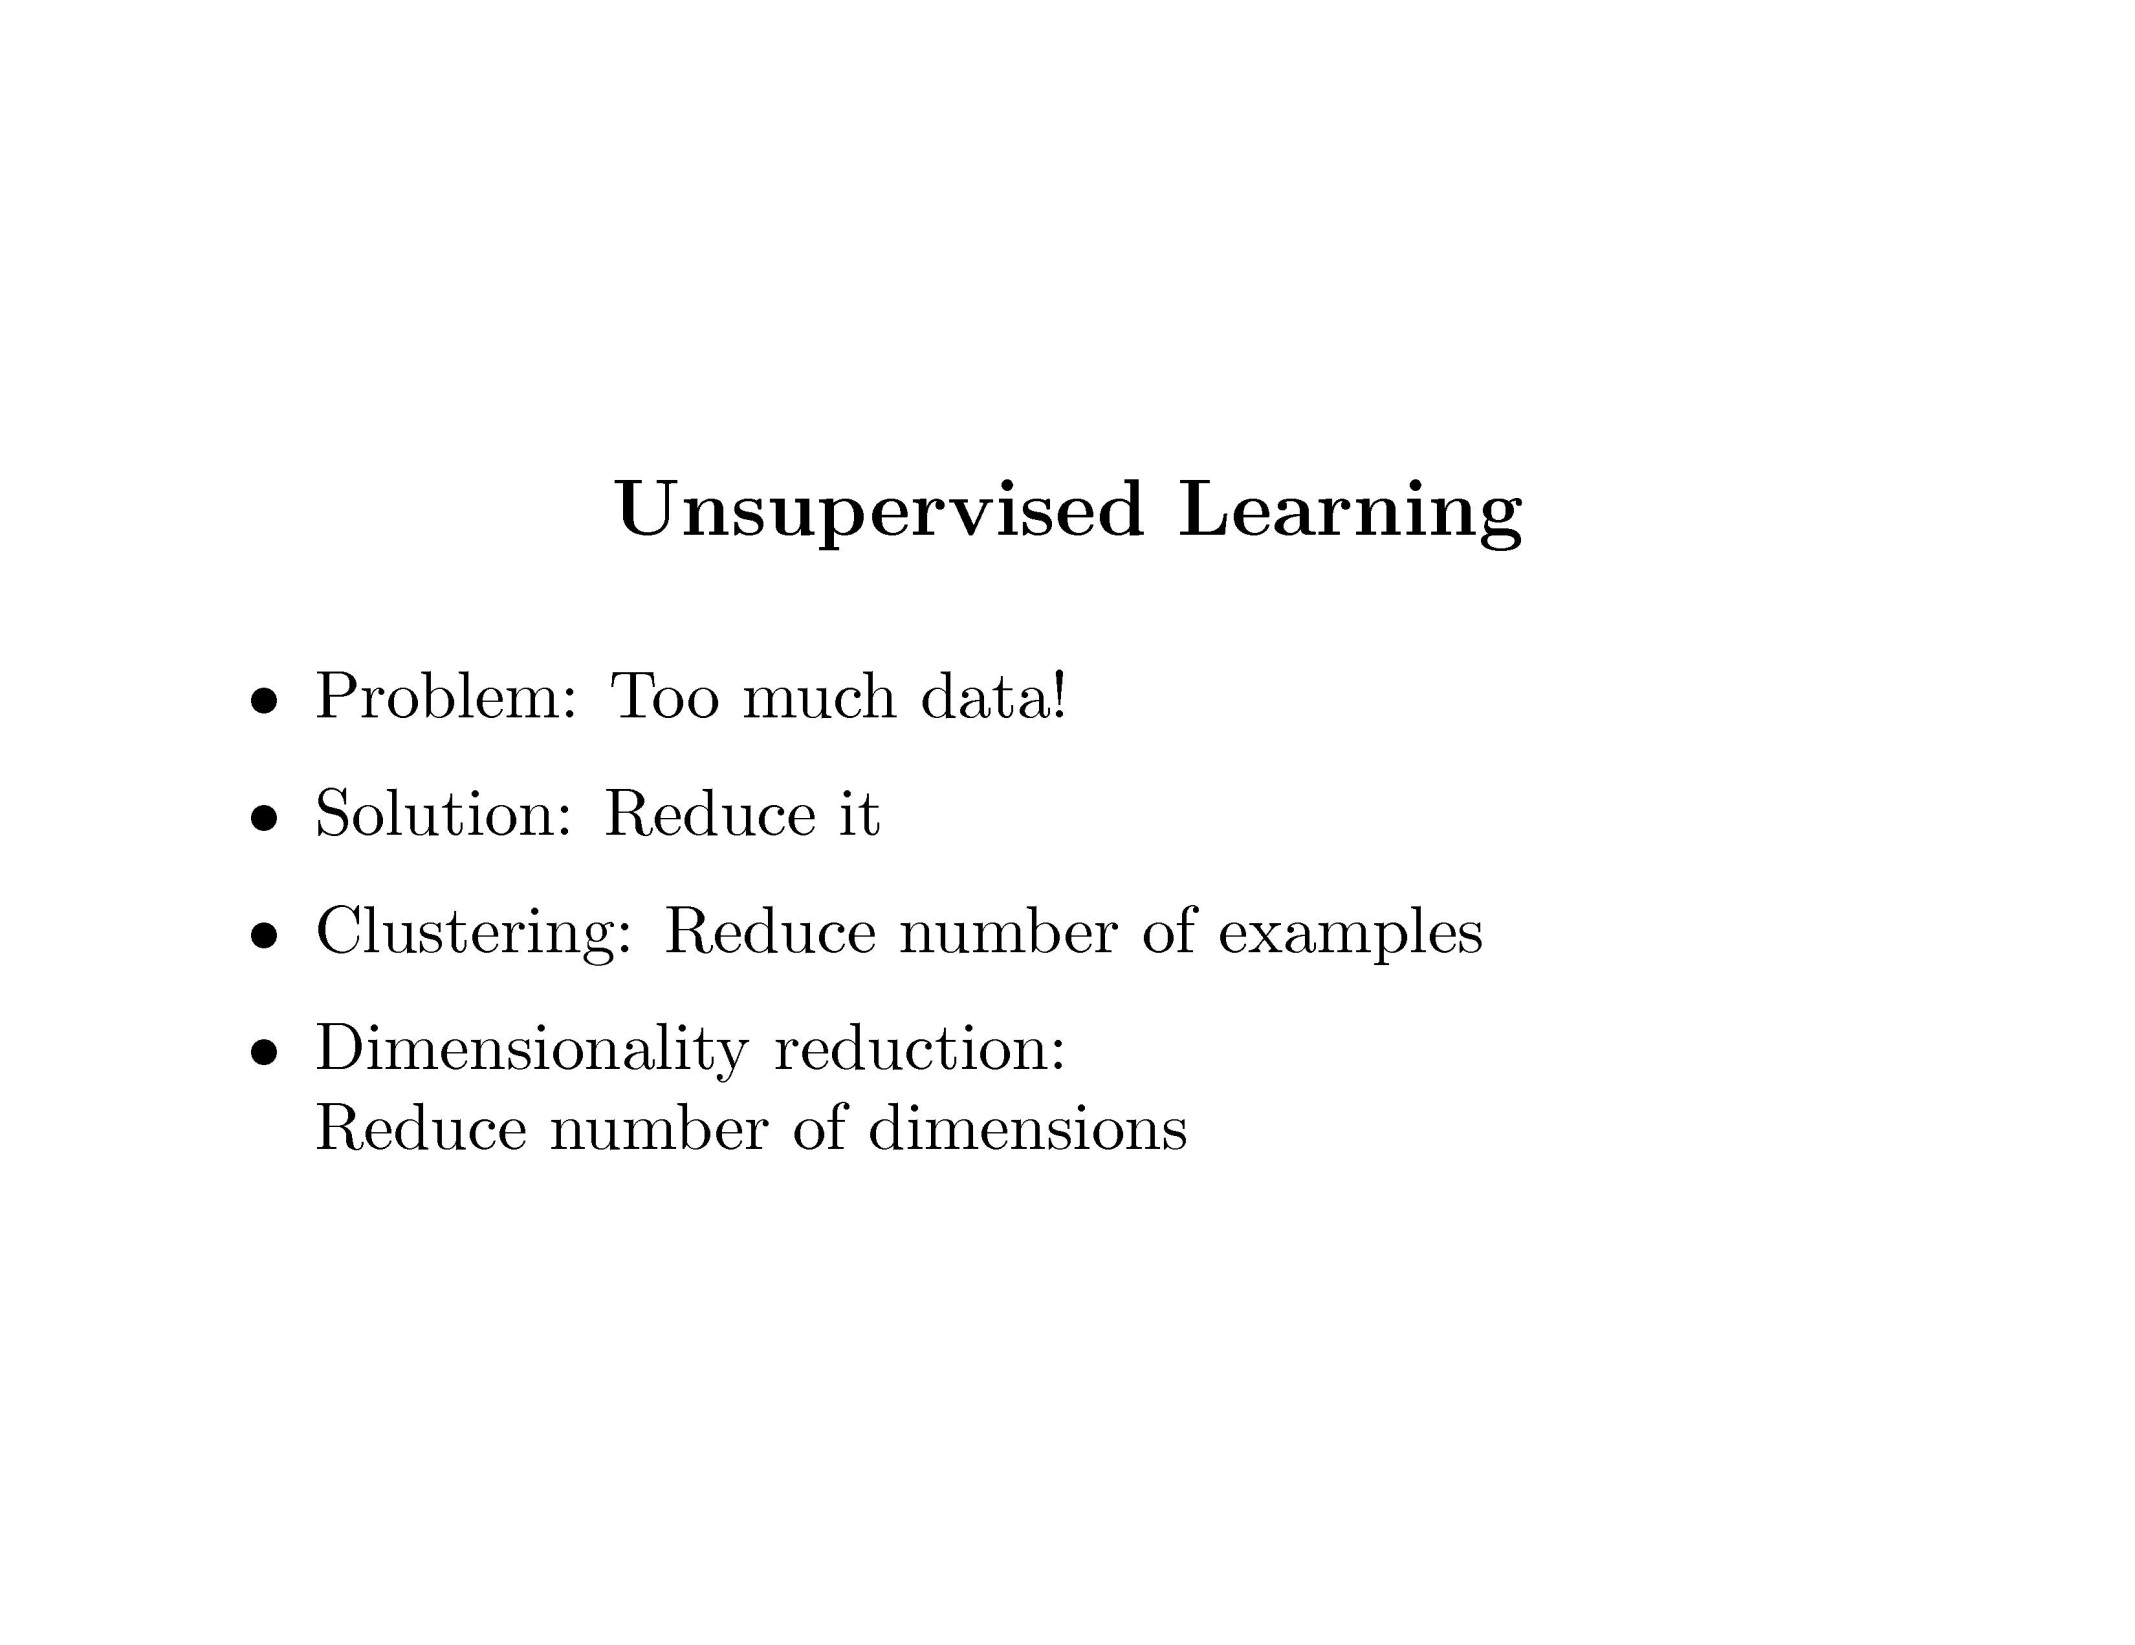 Unsupervised Learning
• Problem: Too much data!
• Solution: Reduce it
• Clustering: Reduce number of examples
• Dimensionality reduction:
Reduce number of dimensions